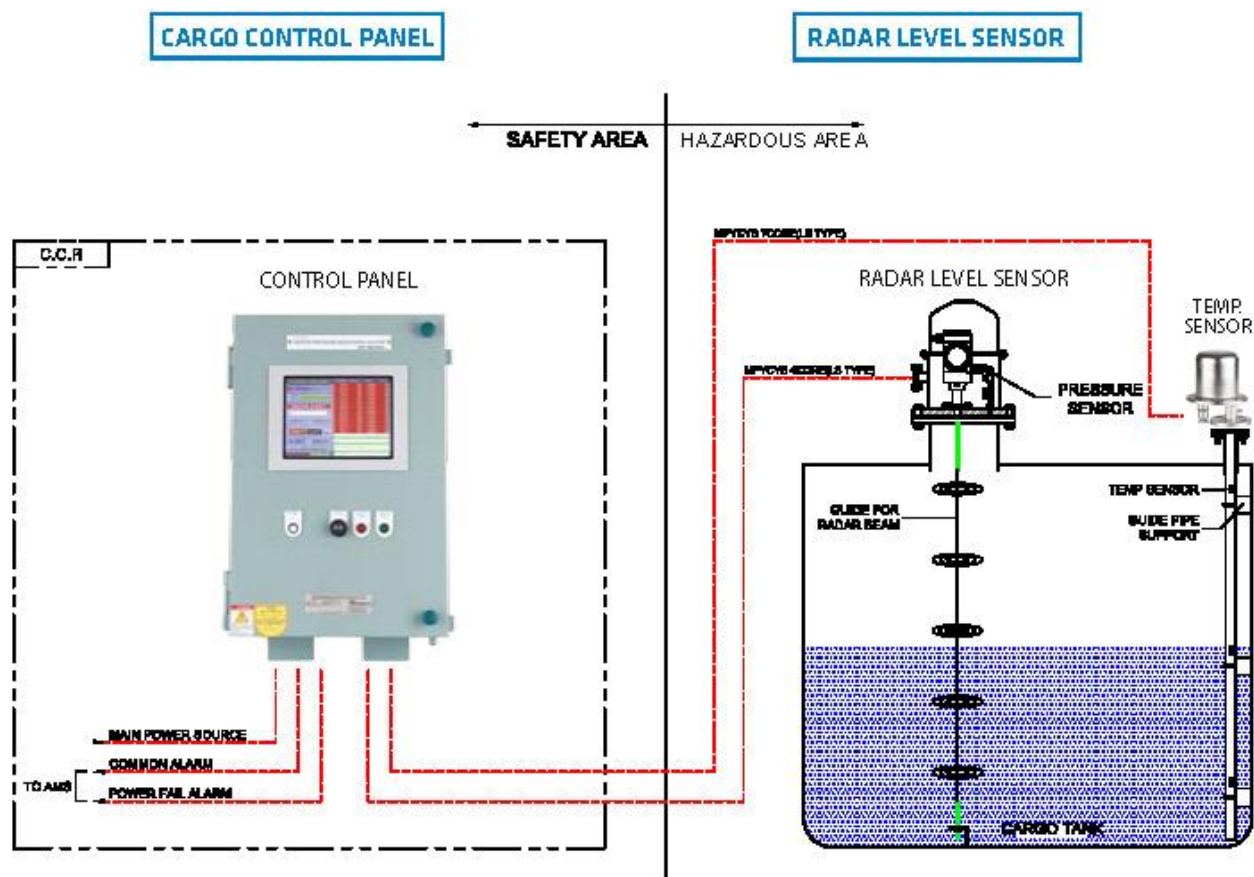 CARGO CONTROL PANEL
RADAR LEVEL SENSOR
SAFETY AREA
HAZARDOUS AREA
C.C.R
CONTROL PANEL
RADAR LEVEL SENSOR
TEMP.
SENSOR
PRESSURE
SENSOR
TEMP SENSOR
GUIDE PIPE
SUPPORT
GUIDE FOR
RADAR BEAM
MAIN POWER SOURCE
COMMON ALARM
TO AMS
POWER FAIL ALARM
CARGO TANK